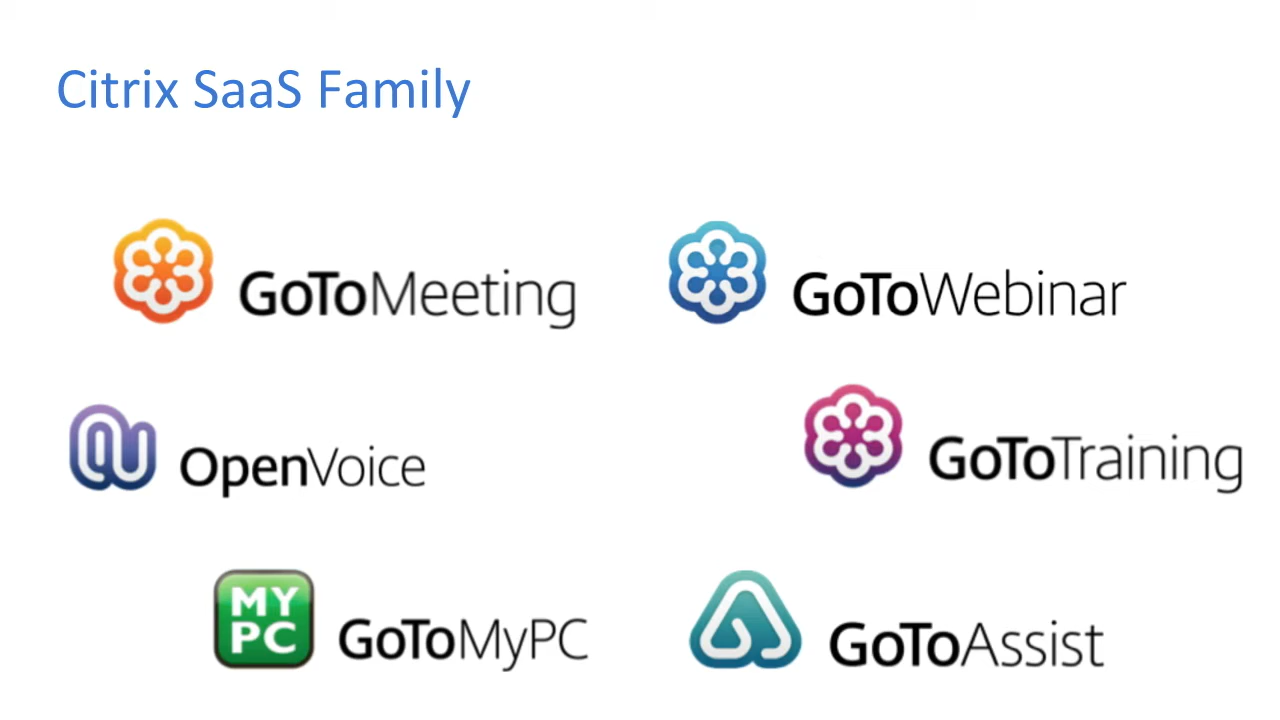 Citrix SaaS Family
GoToMeeting
GoToWebinar
OpenVoice
GoToTraining
MY
PC
GoToMyPC
GoToAssist